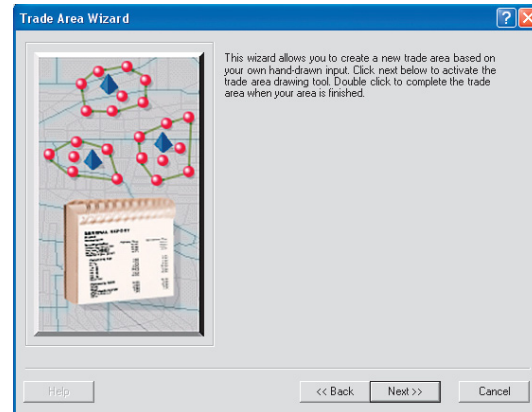 Trade Area Wizard
This wizard allows you to create a new trade area based on
your own hand-drawn input. Click next below to activate the
trade area drawing tool. Double click to complete the trade
area when your area is finished.
Help
<< Back
Next >>
Cancel